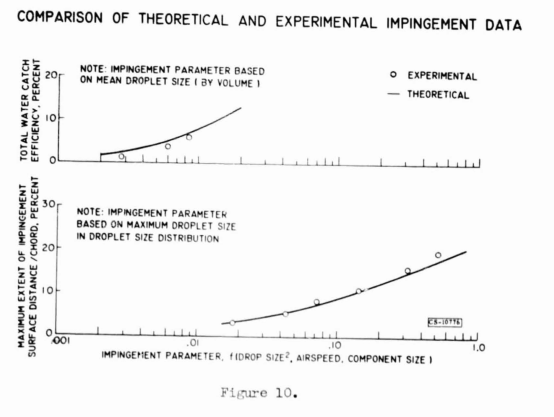 COMPARISON OF THEORETICAL AND EXPERIMENTAL IMPINGEMENT DATA
TOTAL WATER CATCH
EFFICIENCY, PERCENT
20
10
0
NOTE: IMPINGEMENT PARAMETER BASED
ON MEAN DROPLET SIZE ( BY VOLUME )
○ EXPERIMENTAL
— THEORETICAL
MAXIMUM EXTENT OF IMPINGEMENT
SURFACE DISTANCE /CHORD, PERCENT
30
20
10
0
NOTE: IMPINGEMENT PARAMETER
BASED ON MAXIMUM DROPLET SIZE
IN DROPLET SIZE DISTRIBUTION
CS-10776
.001
.01
.10
1.0
IMPINGEMENT PARAMETER, f(DROP SIZE², AIRSPEED, COMPONENT SIZE )
Figure 10.